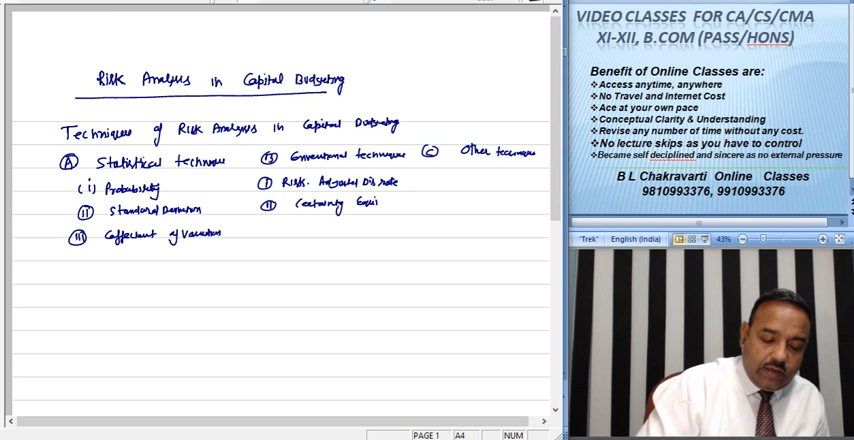 Risk Analysis in Capital Budgeting
Techniques of Risk Analysis in Capital Budgeting
(A) Statistical technique
(i) Probability
(II) Standard Deviation
(III) Coefficient of Variation
(B) Conventional techniques
(I) Risk-Adjusted Dis rate
(II) Certainty Equi
(C) Other technique
PAGE 1 A4 NUM
VIDEO CLASSES FOR CA/CS/CMA
XI-XII, B.COM (PASS/HONS)
Benefit of Online Classes are:
❖Access anytime, anywhere
❖No Travel and Internet Cost
❖Ace at your own pace
❖Conceptual Clarity & Understanding
❖Revise any number of time without any cost.
❖No lecture skips as you have to control
❖Became self deciplined and sincere as no external pressure
B L Chakravarti Online Classes
9810993376, 9910993376
"Trek" English (India) 43%